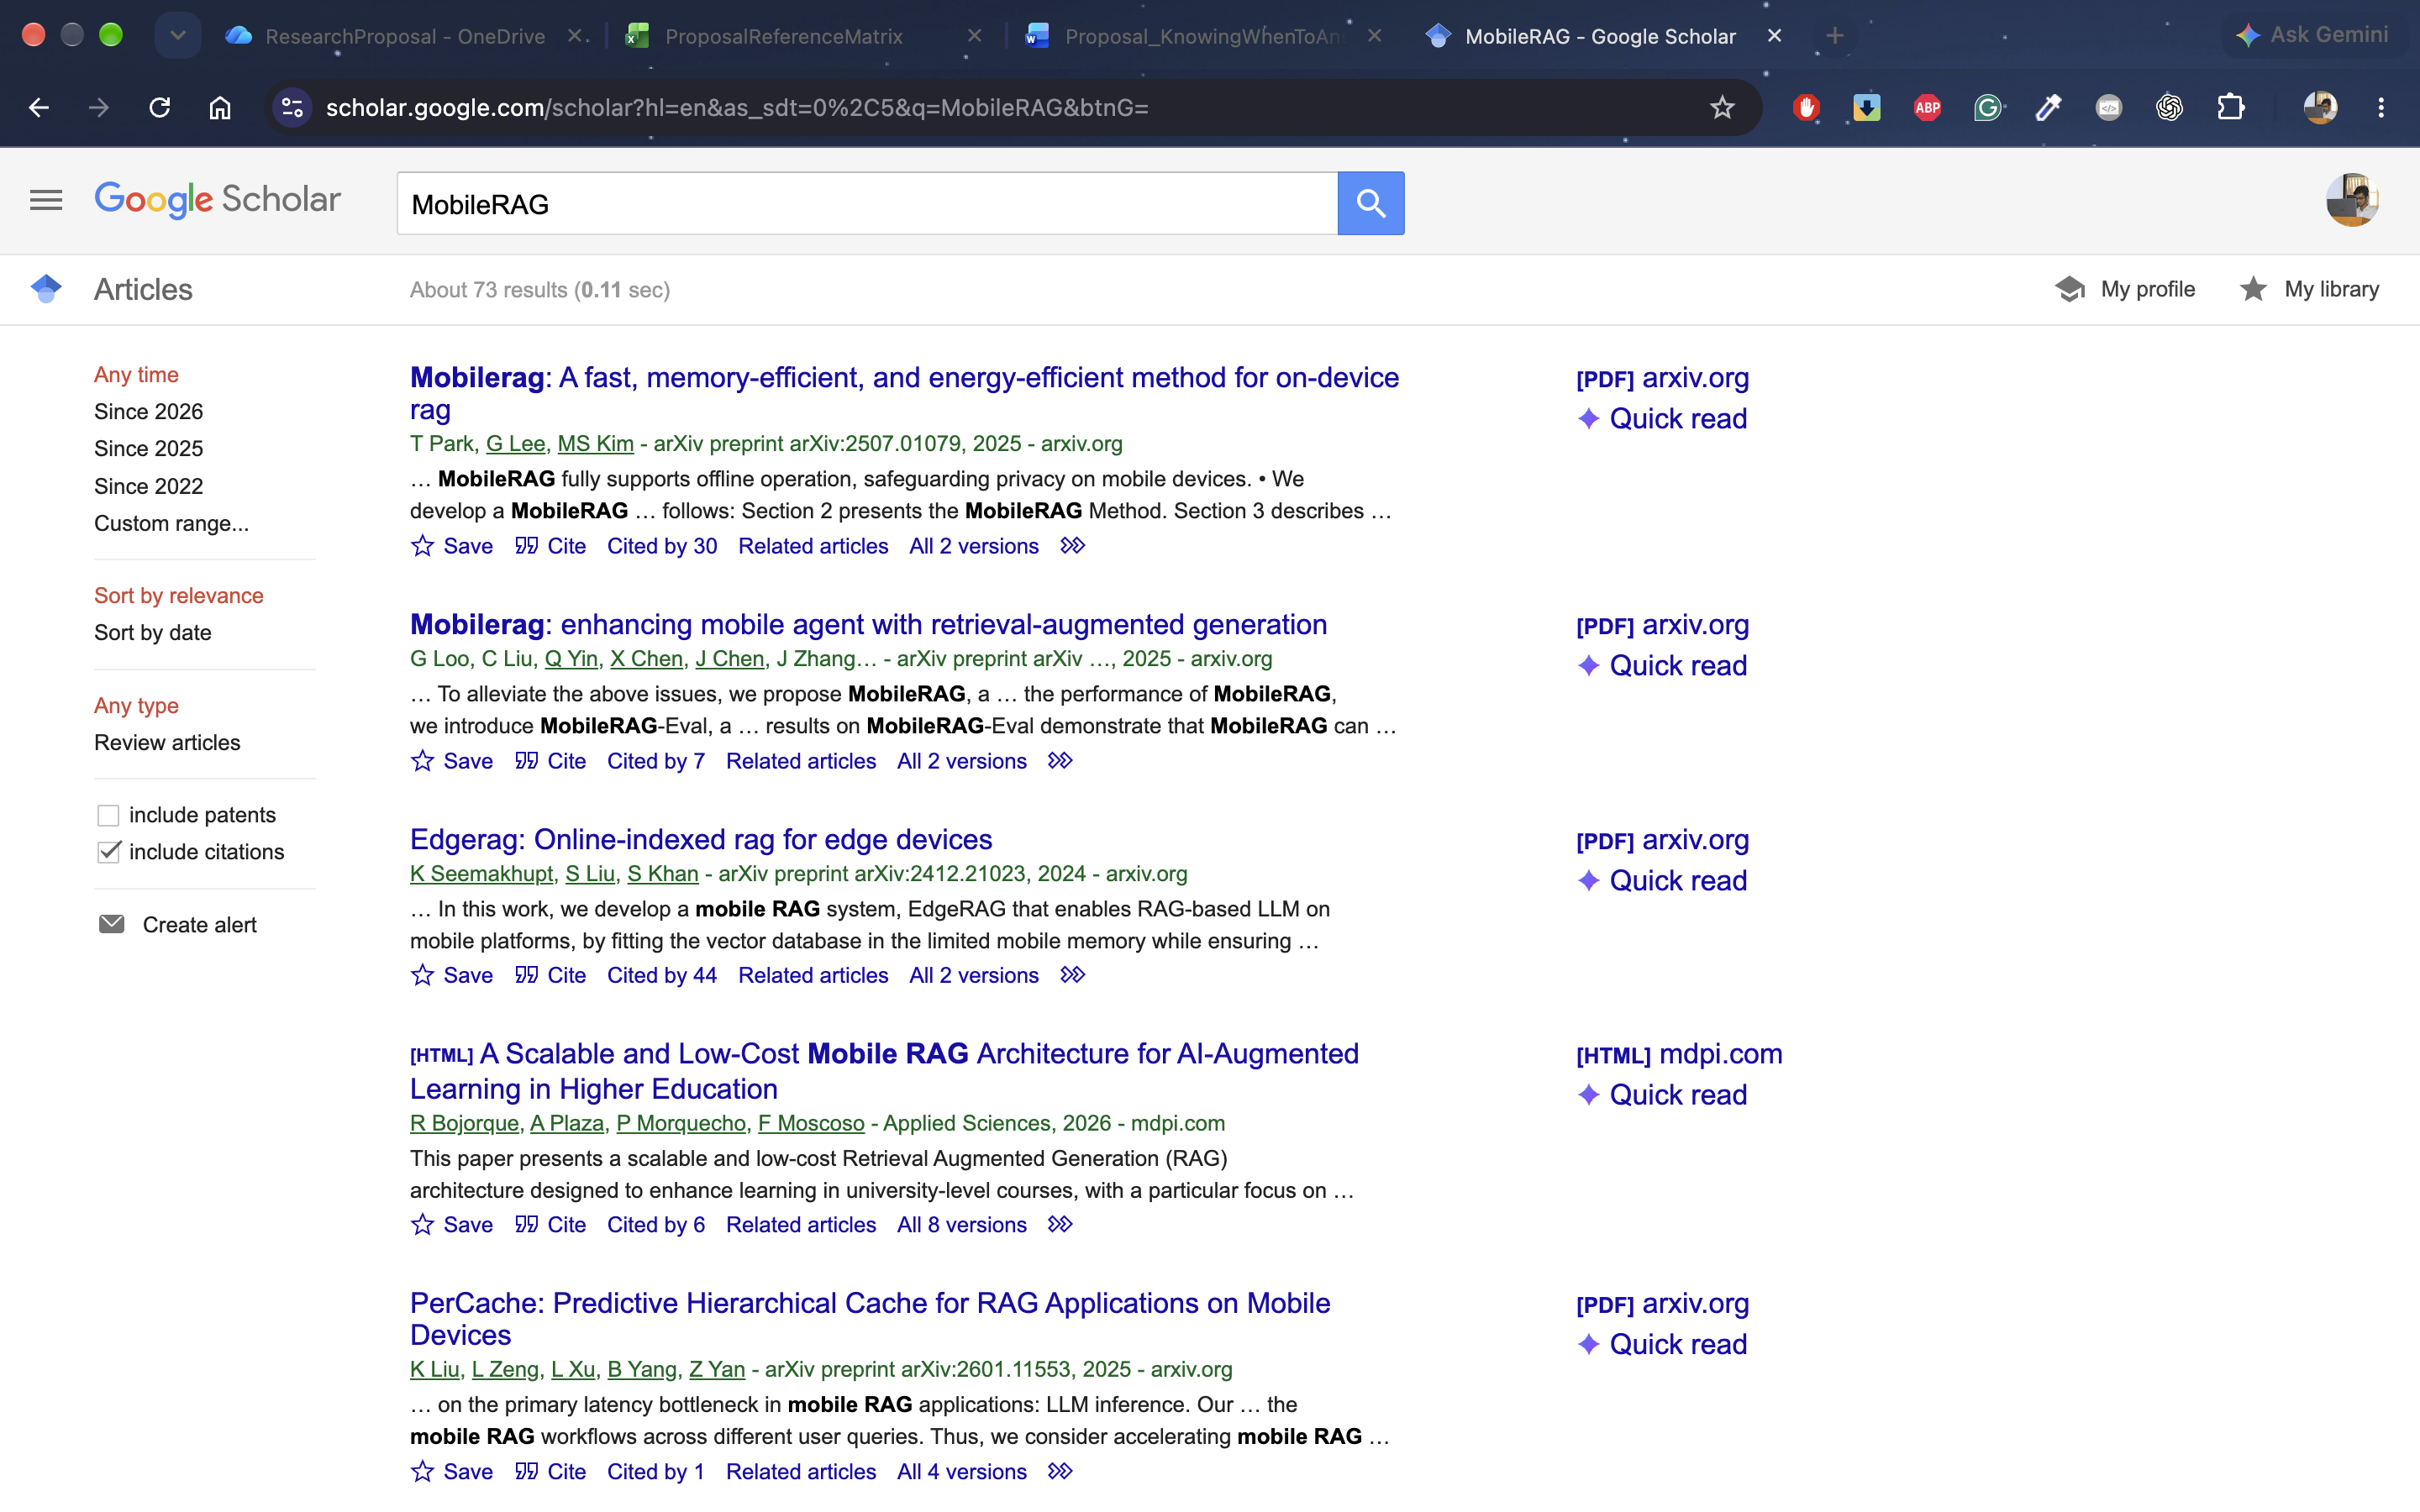 ResearchProposal - OneDrive
ProposalReferenceMatrix
Proposal_KnowingWhenToAn
MobileRAG - Google Scholar
Ask Gemini
scholar.google.com/scholar?hl=en&as_sdt=0%2C5&q=MobileRAG&btnG=
ABP
Google Scholar
MobileRAG
Articles
About 73 results (0.11 sec)
My profile
My library
Any time
Since 2026
Since 2025
Since 2022
Custom range...
Sort by relevance
Sort by date
Any type
Review articles
include patents
include citations
Create alert
Mobilerag: A fast, memory-efficient, and energy-efficient method for on-device
rag
T Park, G Lee, MS Kim - arXiv preprint arXiv:2507.01079, 2025 - arxiv.org
… MobileRAG fully supports offline operation, safeguarding privacy on mobile devices. • We
develop a MobileRAG … follows: Section 2 presents the MobileRAG Method. Section 3 describes …
Save Cite Cited by 30 Related articles All 2 versions
[PDF] arxiv.org
Quick read
Mobilerag: enhancing mobile agent with retrieval-augmented generation
G Loo, C Liu, Q Yin, X Chen, J Chen, J Zhang… - arXiv preprint arXiv …, 2025 - arxiv.org
… To alleviate the above issues, we propose MobileRAG, a … the performance of MobileRAG,
we introduce MobileRAG-Eval, a … results on MobileRAG-Eval demonstrate that MobileRAG can …
Save Cite Cited by 7 Related articles All 2 versions
[PDF] arxiv.org
Quick read
Edgerag: Online-indexed rag for edge devices
K Seemakhupt, S Liu, S Khan - arXiv preprint arXiv:2412.21023, 2024 - arxiv.org
… In this work, we develop a mobile RAG system, EdgeRAG that enables RAG-based LLM on
mobile platforms, by fitting the vector database in the limited mobile memory while ensuring …
Save Cite Cited by 44 Related articles All 2 versions
[PDF] arxiv.org
Quick read
[HTML] A Scalable and Low-Cost Mobile RAG Architecture for AI-Augmented
Learning in Higher Education
R Bojorque, A Plaza, P Morquecho, F Moscoso - Applied Sciences, 2026 - mdpi.com
This paper presents a scalable and low-cost Retrieval Augmented Generation (RAG)
architecture designed to enhance learning in university-level courses, with a particular focus on …
Save Cite Cited by 6 Related articles All 8 versions
[HTML] mdpi.com
Quick read
PerCache: Predictive Hierarchical Cache for RAG Applications on Mobile
Devices
K Liu, L Zeng, L Xu, B Yang, Z Yan - arXiv preprint arXiv:2601.11553, 2025 - arxiv.org
… on the primary latency bottleneck in mobile RAG applications: LLM inference. Our … the
mobile RAG workflows across different user queries. Thus, we consider accelerating mobile RAG …
Save Cite Cited by 1 Related articles All 4 versions
[PDF] arxiv.org
Quick read